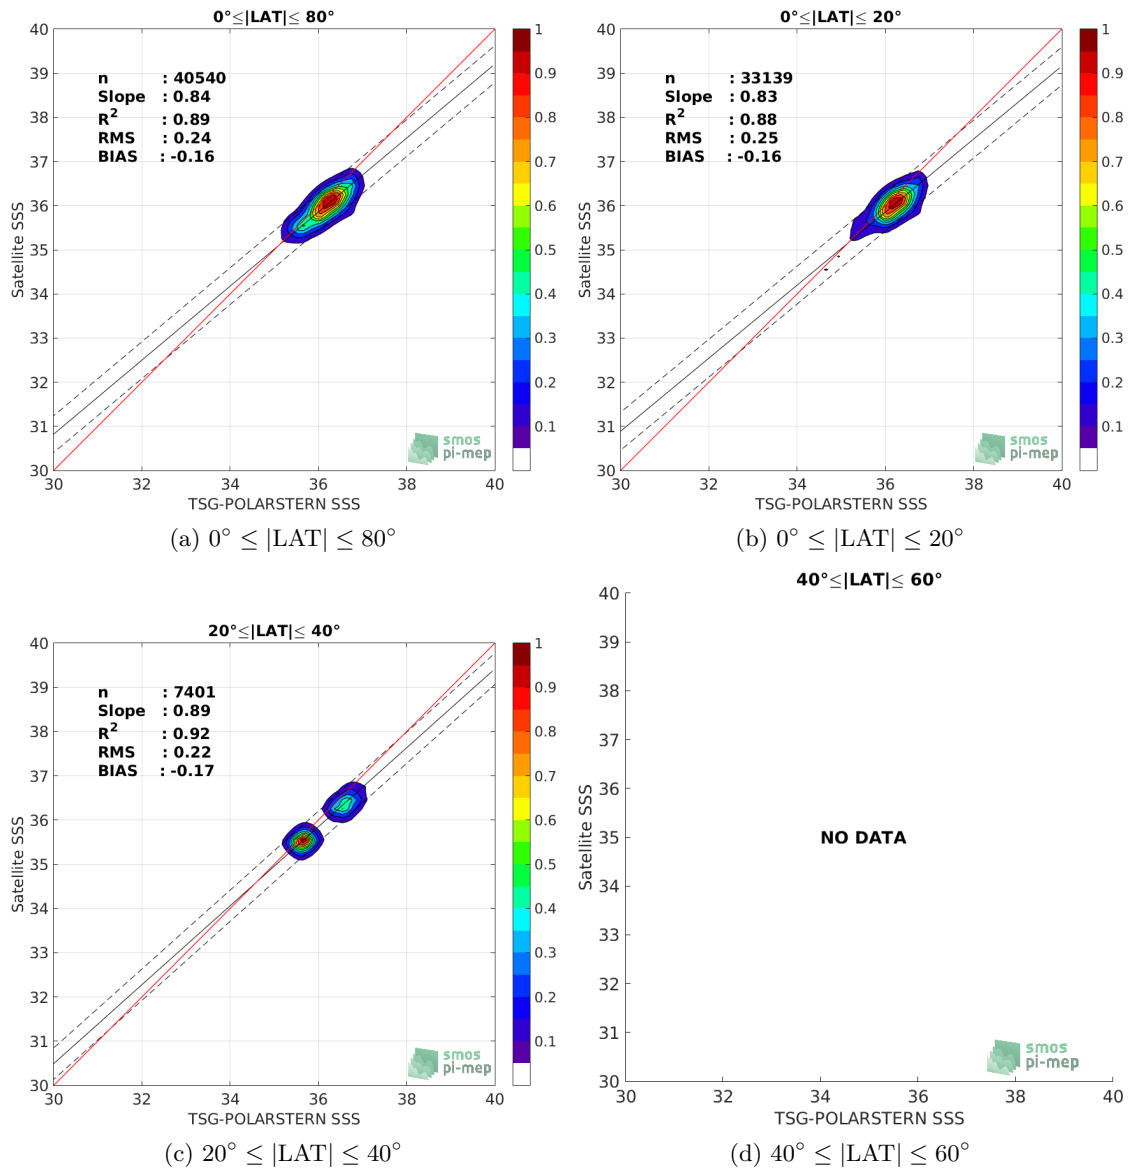 0°≤|LAT|≤ 80°
40
39
38
37
36
35
34
33
32
31
30
Satellite SSS
n : 40540
Slope : 0.84
R² : 0.89
RMS : 0.24
BIAS : -0.16
1
0.9
0.8
0.7
0.6
0.5
0.4
0.3
0.2
0.1
smos
pi-mep
30 32 34 36 38 40
TSG-POLARSTERN SSS
(a) 0° ≤ |LAT| ≤ 80°
0°≤|LAT|≤ 20°
40
39
38
37
36
35
34
33
32
31
30
Satellite SSS
n : 33139
Slope : 0.83
R² : 0.88
RMS : 0.25
BIAS : -0.16
1
0.9
0.8
0.7
0.6
0.5
0.4
0.3
0.2
0.1
smos
pi-mep
30 32 34 36 38 40
TSG-POLARSTERN SSS
(b) 0° ≤ |LAT| ≤ 20°
20°≤|LAT|≤ 40°
40
39
38
37
36
35
34
33
32
31
30
Satellite SSS
n : 7401
Slope : 0.89
R² : 0.92
RMS : 0.22
BIAS : -0.17
1
0.9
0.8
0.7
0.6
0.5
0.4
0.3
0.2
0.1
smos
pi-mep
30 32 34 36 38 40
TSG-POLARSTERN SSS
(c) 20° ≤ |LAT| ≤ 40°
40°≤|LAT|≤ 60°
40
39
38
37
36
35
34
33
32
31
30
Satellite SSS
NO DATA
smos
pi-mep
30 32 34 36 38 40
TSG-POLARSTERN SSS
(d) 40° ≤ |LAT| ≤ 60°